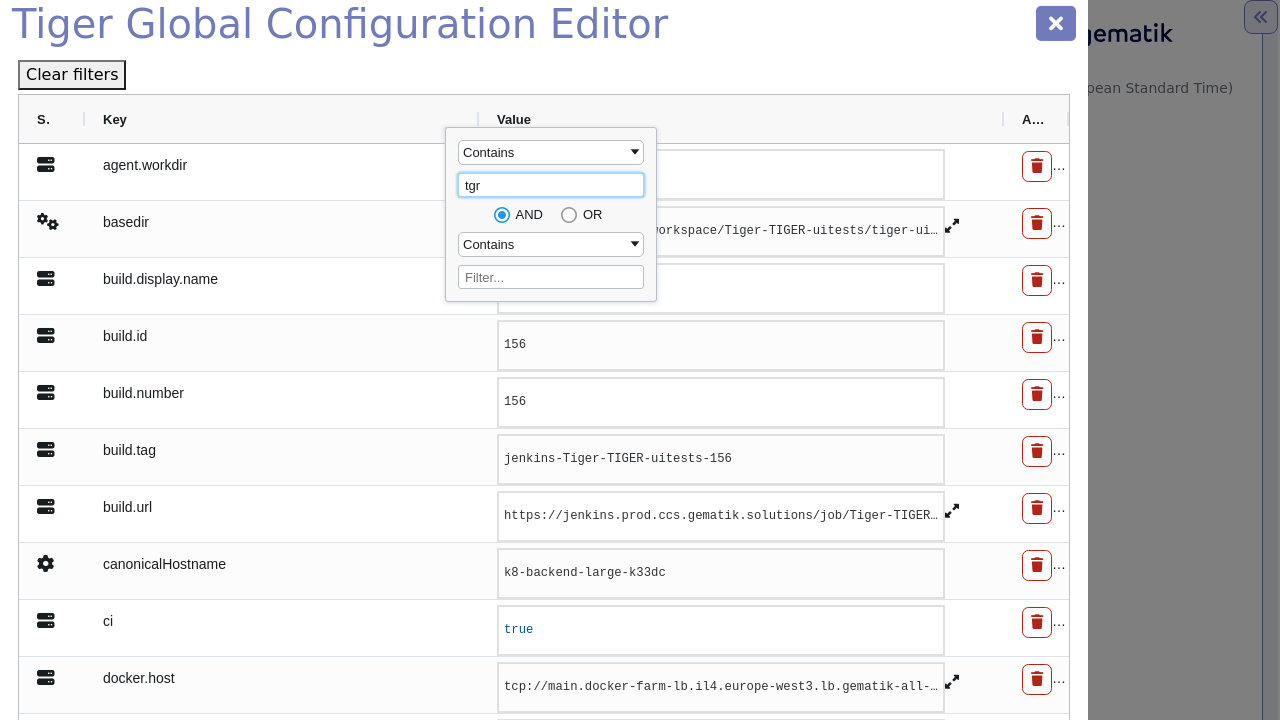 Tiger Global Configuration Editor
gematik
pean Standard Time)
Clear filters
S. Key Value A...
Contains
tgr
AND OR
Contains
Filter...
agent.workdir
...
basedir
workspace/Tiger-TIGER-uitests/tiger-ui...
...
build.display.name
...
build.id
156
...
build.number
156
...
build.tag
jenkins-Tiger-TIGER-uitests-156
...
build.url
https://jenkins.prod.ccs.gematik.solutions/job/Tiger-TIGER...
...
canonicalHostname
k8-backend-large-k33dc
...
ci
true
...
docker.host
tcp://main.docker-farm-lb.il4.europe-west3.lb.gematik-all-...
...